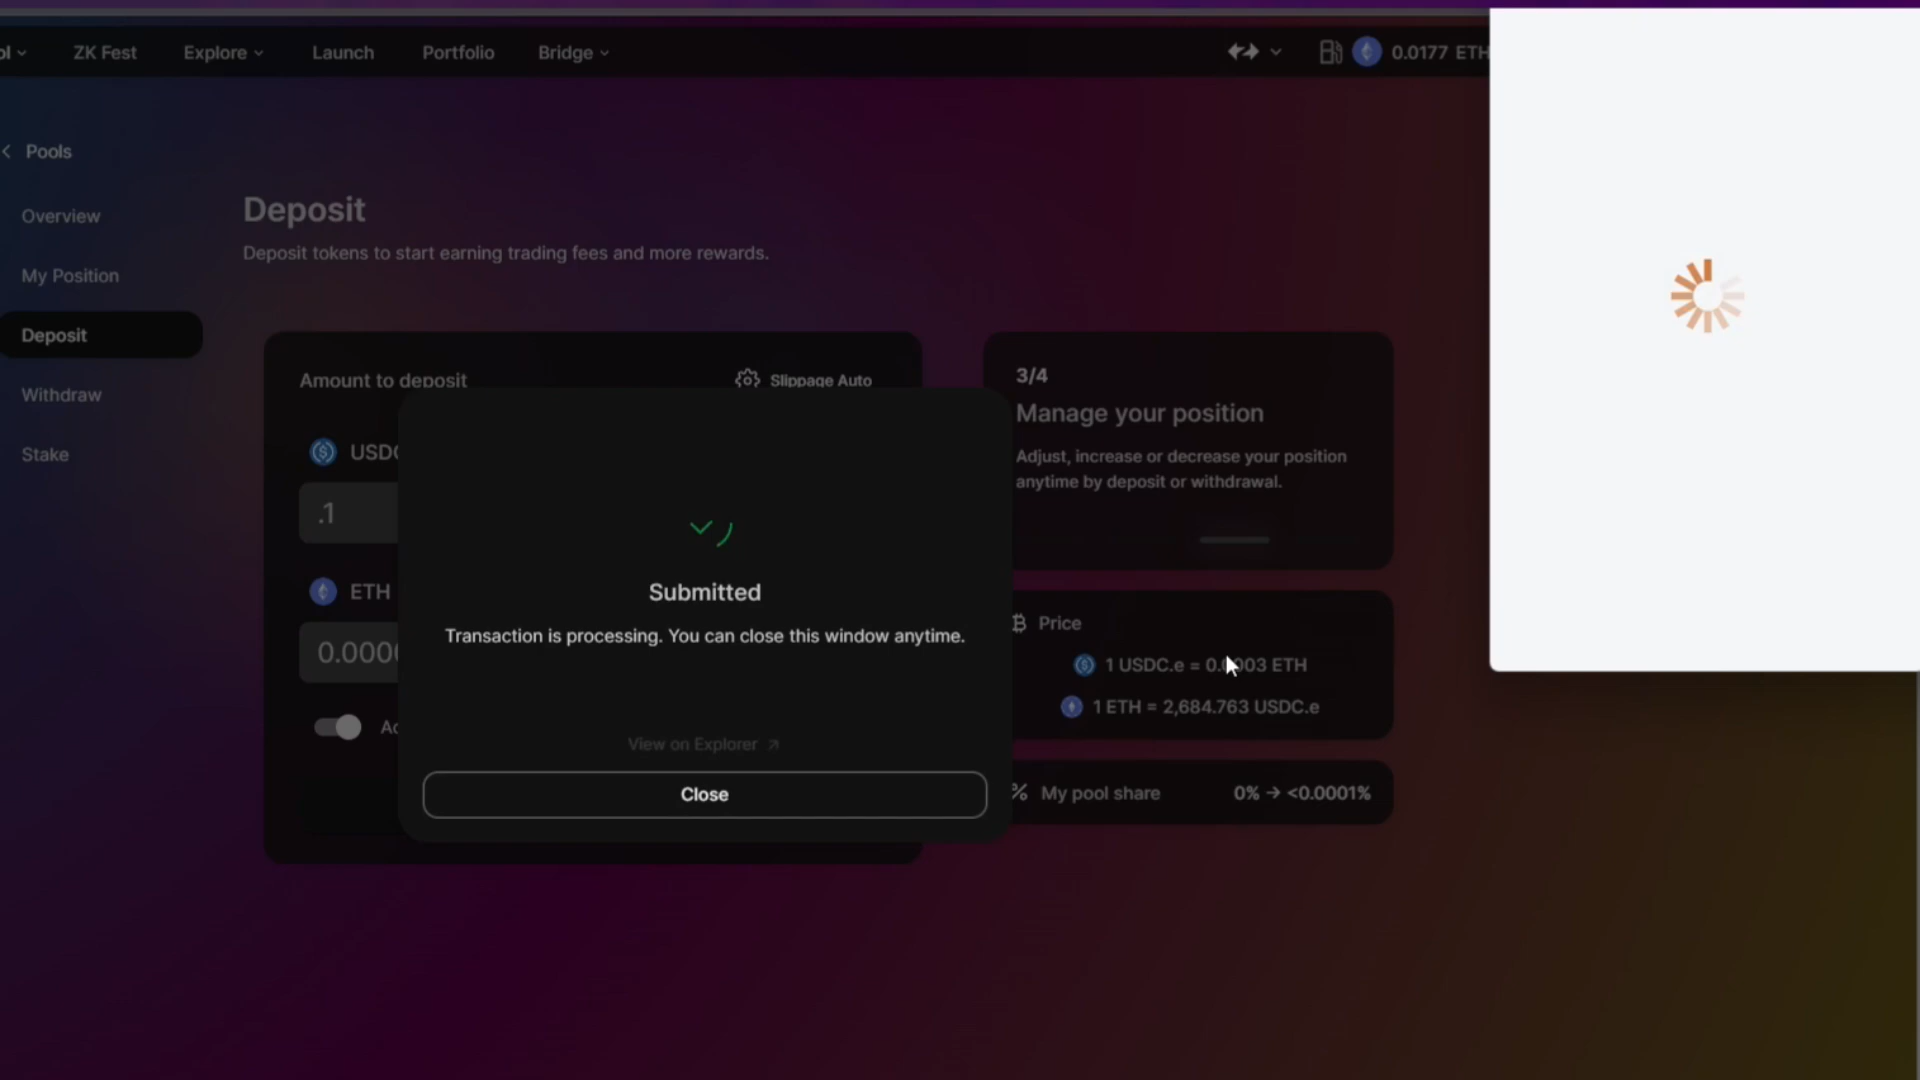 ZK Fest
Explore
Launch
Portfolio
Bridge
0.0177 ETH
Pools
Overview
My Position
Deposit
Withdraw
Stake
Deposit
Deposit tokens to start earning trading fees and more rewards.
Amount to deposit
Slippage Auto
.1
ETH
Submitted
Transaction is processing. You can close this window anytime.
View on Explorer
Close
3/4
Manage your position
Adjust, increase or decrease your position
anytime by deposit or withdrawal.
Price
1 USDC.e = ETH
1 ETH = 2,684.763 USDC.e
My pool share
0% → <0.0001%